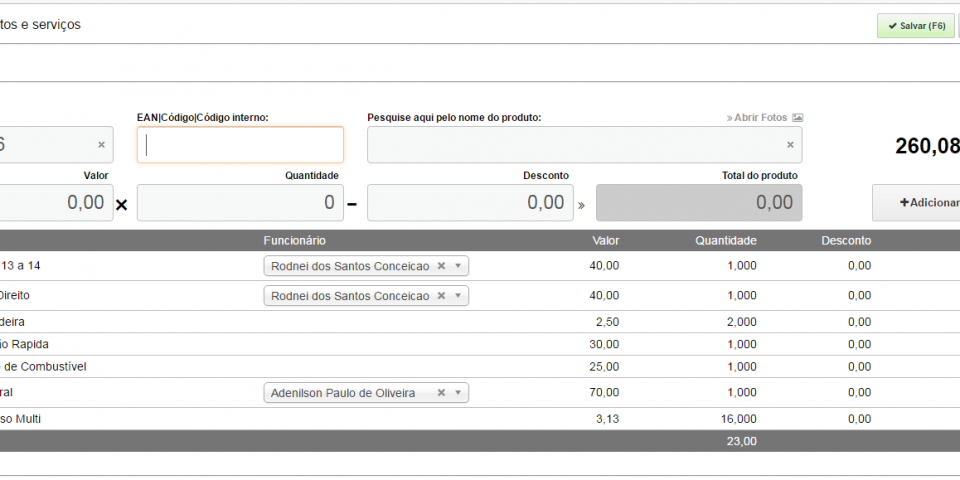 tos e serviços
Salvar (F6)
EAN|Código|Código interno:
Pesquise aqui pelo nome do produto:
» Abrir Fotos
6 ×
×
260,08
Valor
Quantidade
Desconto
Total do produto
0,00 × 0 – 0,00 » 0,00
+Adicionar
Funcionário Valor Quantidade Desconto
13 a 14 Rodnei dos Santos Conceicao 40,00 1,000 0,00
Direito Rodnei dos Santos Conceicao 40,00 1,000 0,00
deira 2,50 2,000 0,00
o Rapida 30,00 1,000 0,00
de Combustível 25,00 1,000 0,00
ral Adenilson Paulo de Oliveira 70,00 1,000 0,00
so Multi 3,13 16,000 0,00
23,00